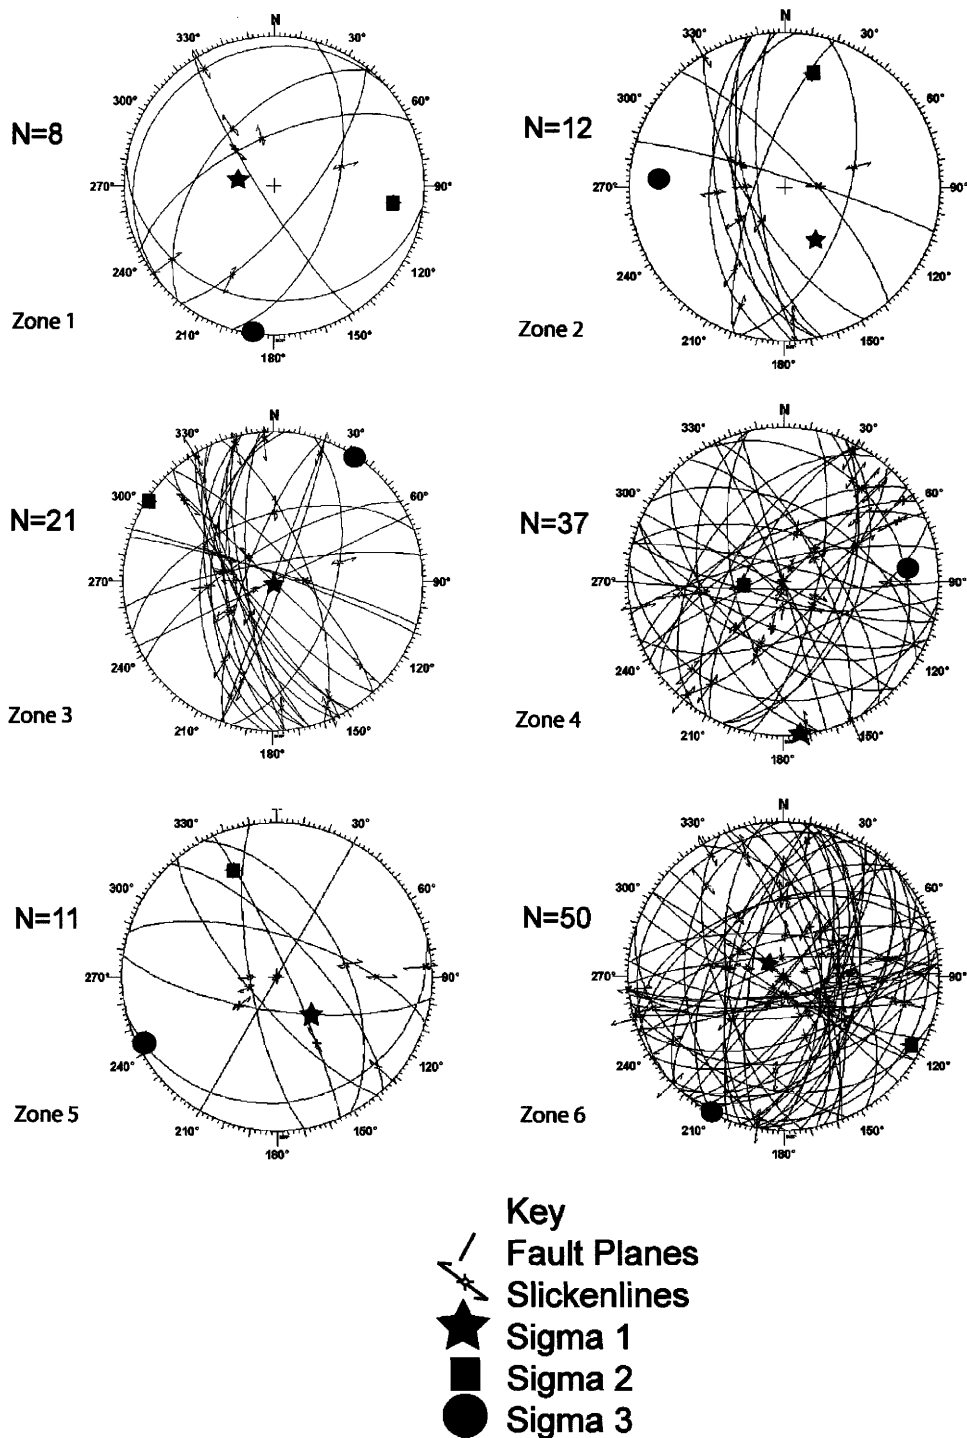 N
330°
30°
300°
60°
N=8
270°
90°
240°
120°
Zone 1
210°
150°
180°
N
330°
30°
300°
60°
N=12
270°
90°
240°
120°
Zone 2
210°
150°
180°
N
330°
30°
300°
60°
N=21
270°
90°
240°
120°
Zone 3
210°
150°
180°
N
330°
30°
300°
60°
N=37
270°
90°
240°
120°
Zone 4
210°
150°
180°
330°
30°
300°
60°
N=11
270°
90°
240°
120°
Zone 5
210°
150°
180°
N
330°
30°
300°
60°
N=50
270°
90°
240°
120°
Zone 6
210°
150°
180°
Key
Fault Planes
Slickenlines
Sigma 1
Sigma 2
Sigma 3